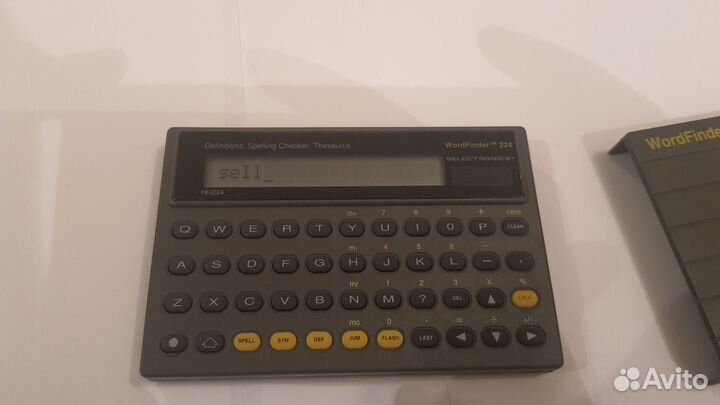 Definitions, Spelling Checker, Thesaurus WordFinder™ 224
SELECTRONICS™
sell_
HH224
m+ 7 8 9 + ce/c
Q W E R T Y U I O P CLEAR
m- 4 5 6 −
A S D F G H J K L − '
mr 1 2 3 X %
Z X C V B N M ? DEL ▲ CALC
mc 0 . = ÷ +/-
SPELL SYN DEF JUM FLASH LAST ◀ ▼ ▶
WordFinde
Avito